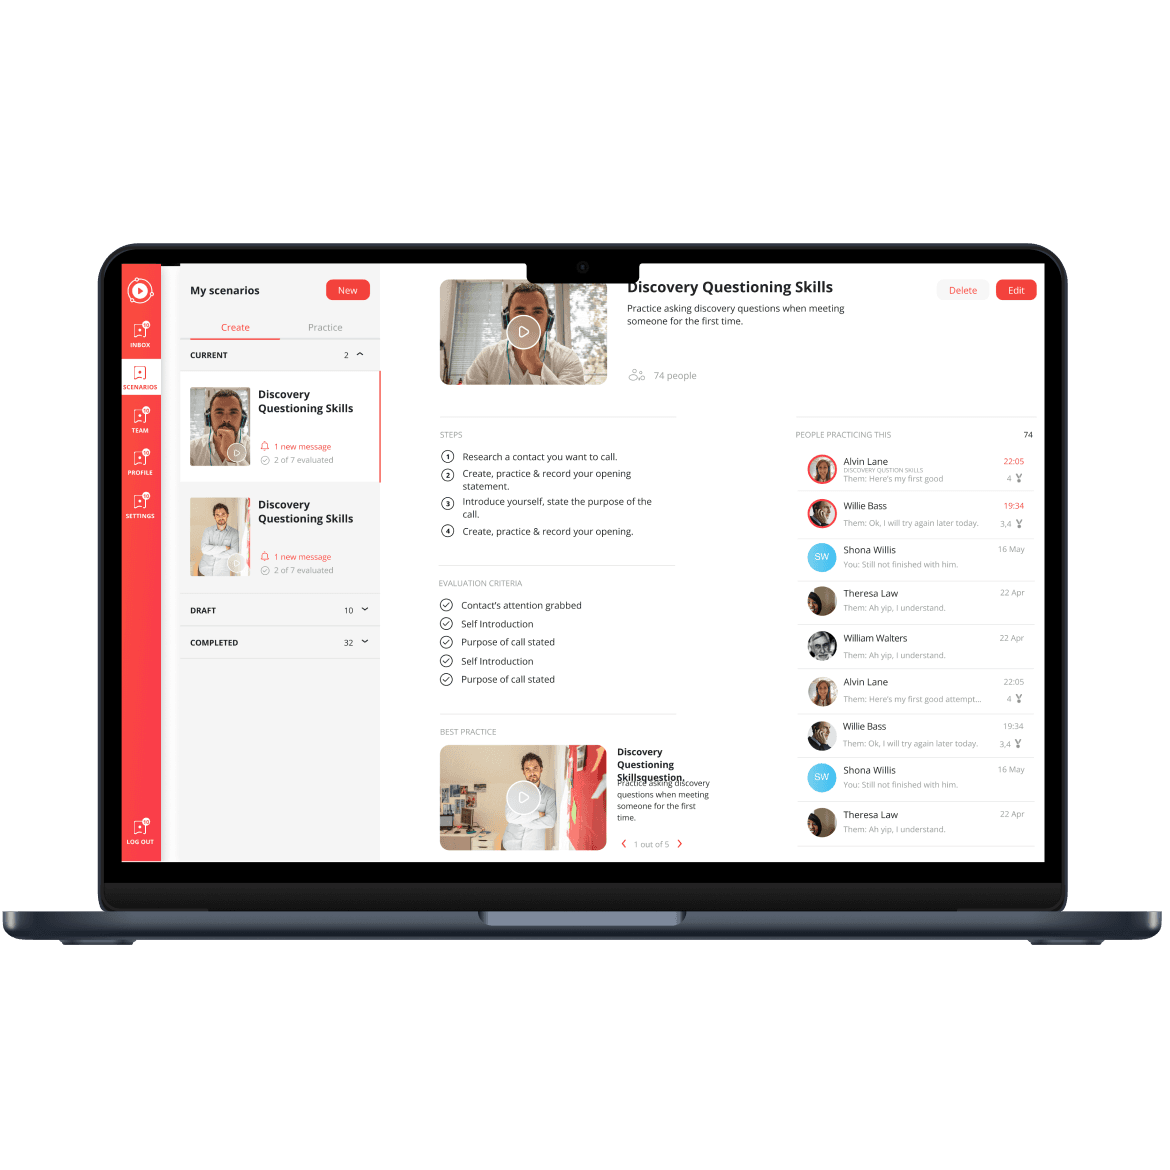 INBOX
SCENARIOS
TEAM
PROFILE
SETTINGS
LOG OUT
My scenarios
New
Create
Practice
CURRENT
2
Discovery
Questioning Skills
1 new message
2 of 7 evaluated
Discovery
Questioning Skills
1 new message
2 of 7 evaluated
DRAFT
10
COMPLETED
32
Discovery Questioning Skills
Practice asking discovery questions when meeting
someone for the first time.
74 people
Delete
Edit
STEPS
1 Research a contact you want to call.
2 Create, practice & record your opening
statement.
3 Introduce yourself, state the purpose of the
call.
4 Create, practice & record your opening.
EVALUATION CRITERIA
Contact's attention grabbed
Self Introduction
Purpose of call stated
Self Introduction
Purpose of call stated
BEST PRACTICE
Discovery
Questioning
Skillsquestion.
Practice asking discovery
questions when meeting
someone for the first
time.
1 out of 5
PEOPLE PRACTICING THIS
74
Alvin Lane
22:05
DISCOVERY QUSTION SKILLS
Them: Here's my first good
4
Willie Bass
19:34
Them: Ok, I will try again later today.
3,4
SW
Shona Willis
16 May
You: Still not finished with him.
Theresa Law
22 Apr
Them: Ah yip, I understand.
William Walters
22 Apr
Them: Ah yip, I understand.
Alvin Lane
22:05
Them: Here's my first good attempt...
4
Willie Bass
19:34
Them: Ok, I will try again later today.
3,4
SW
Shona Willis
16 May
You: Still not finished with him.
Theresa Law
22 Apr
Them: Ah yip, I understand.